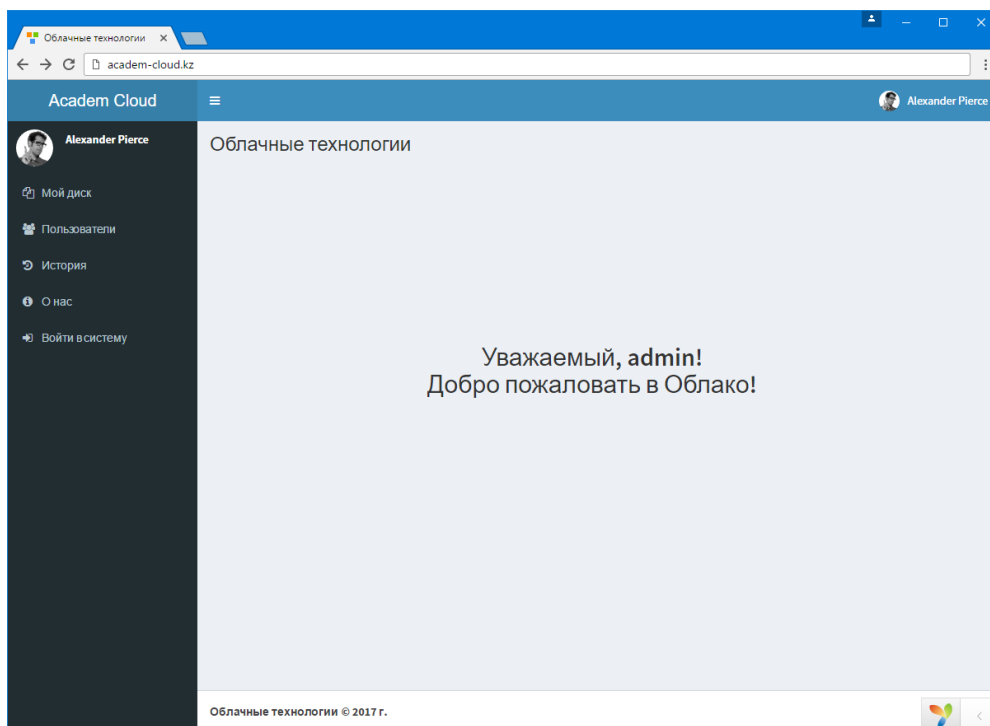 Облачные технологии
academ-cloud.kz
Academ Cloud
Alexander Pierce
Alexander Pierce
Облачные технологии
Мой диск
Пользователи
История
О нас
Войти в систему
Уважаемый, admin!
Добро пожаловать в Облако!
Облачные технологии © 2017 г.